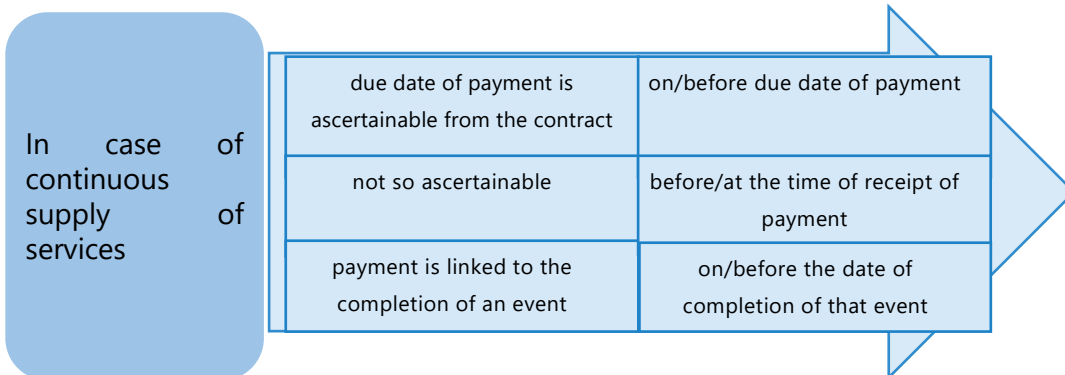 In case of
continuous
supply of
services
due date of payment is
ascertainable from the contract
on/before due date of payment
not so ascertainable
before/at the time of receipt of
payment
payment is linked to the
completion of an event
on/before the date of
completion of that event